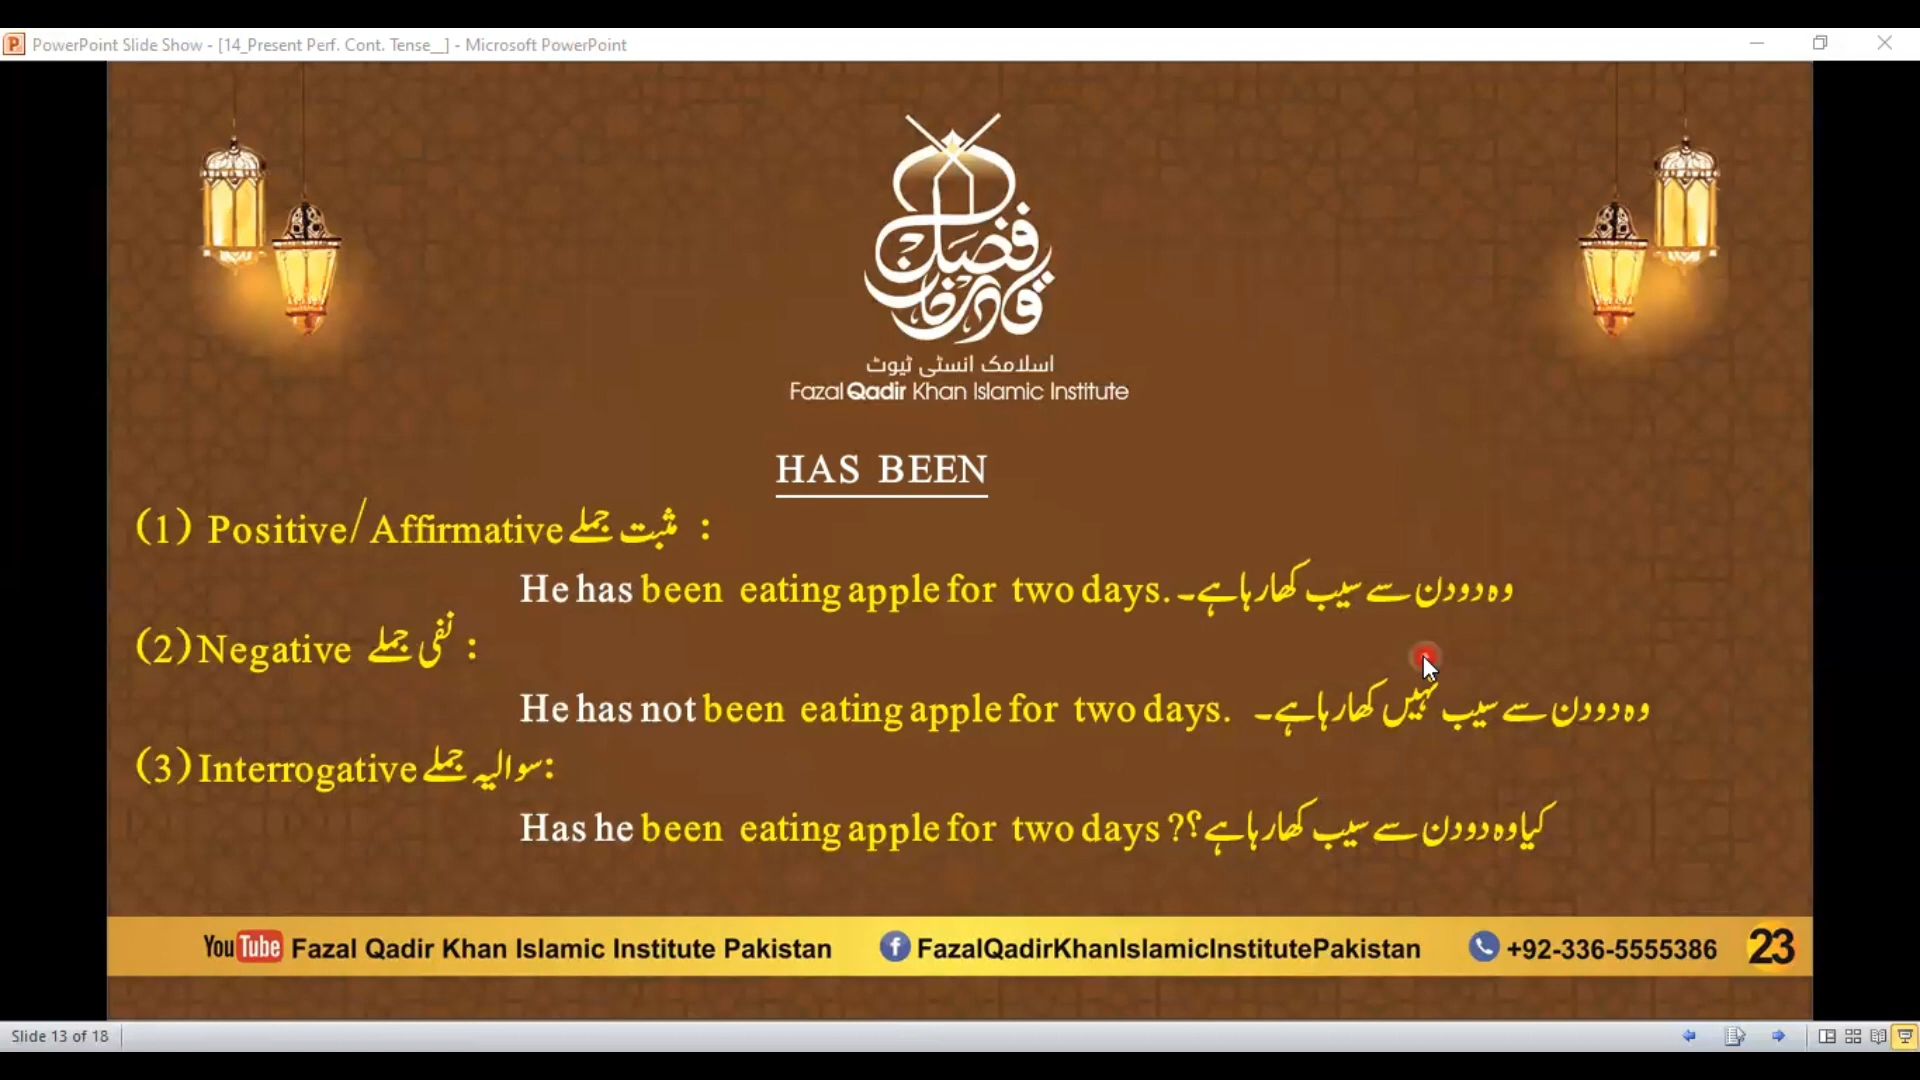 PowerPoint Slide Show - [14_Present Perf. Cont. Tense__] - Microsoft PowerPoint
فضل قادر خان
اسلامک انسٹی ٹیوٹ
Fazal Qadir Khan Islamic Institute
HAS BEEN
(1) Positive/Affirmative مثبت جملے :
He has been eating apple for two days. وہ دو دن سے سیب کھا رہا ہے۔
(2) Negative نفی جملے :
He has not been eating apple for two days. وہ دو دن سے سیب نہیں کھا رہا ہے۔
(3) Interrogative سوالیہ جملے:
Has he been eating apple for two days ? کیا وہ دو دن سے سیب کھا رہا ہے؟
YouTube Fazal Qadir Khan Islamic Institute Pakistan f FazalQadirKhanIslamicInstitutePakistan +92-336-5555386 23
Slide 13 of 18